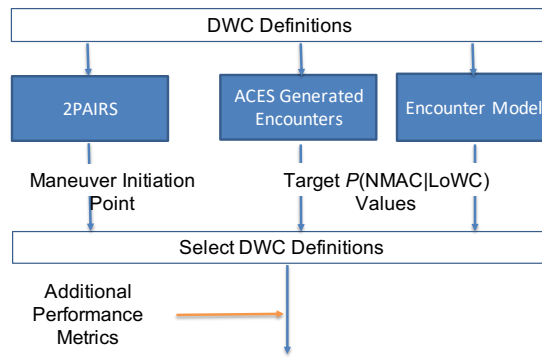 DWC Definitions
2PAIRS
ACES Generated
Encounters
Encounter Model
Maneuver Initiation
Point
Target P(NMAC|LoWC)
Values
Select DWC Definitions
Additional
Performance
Metrics